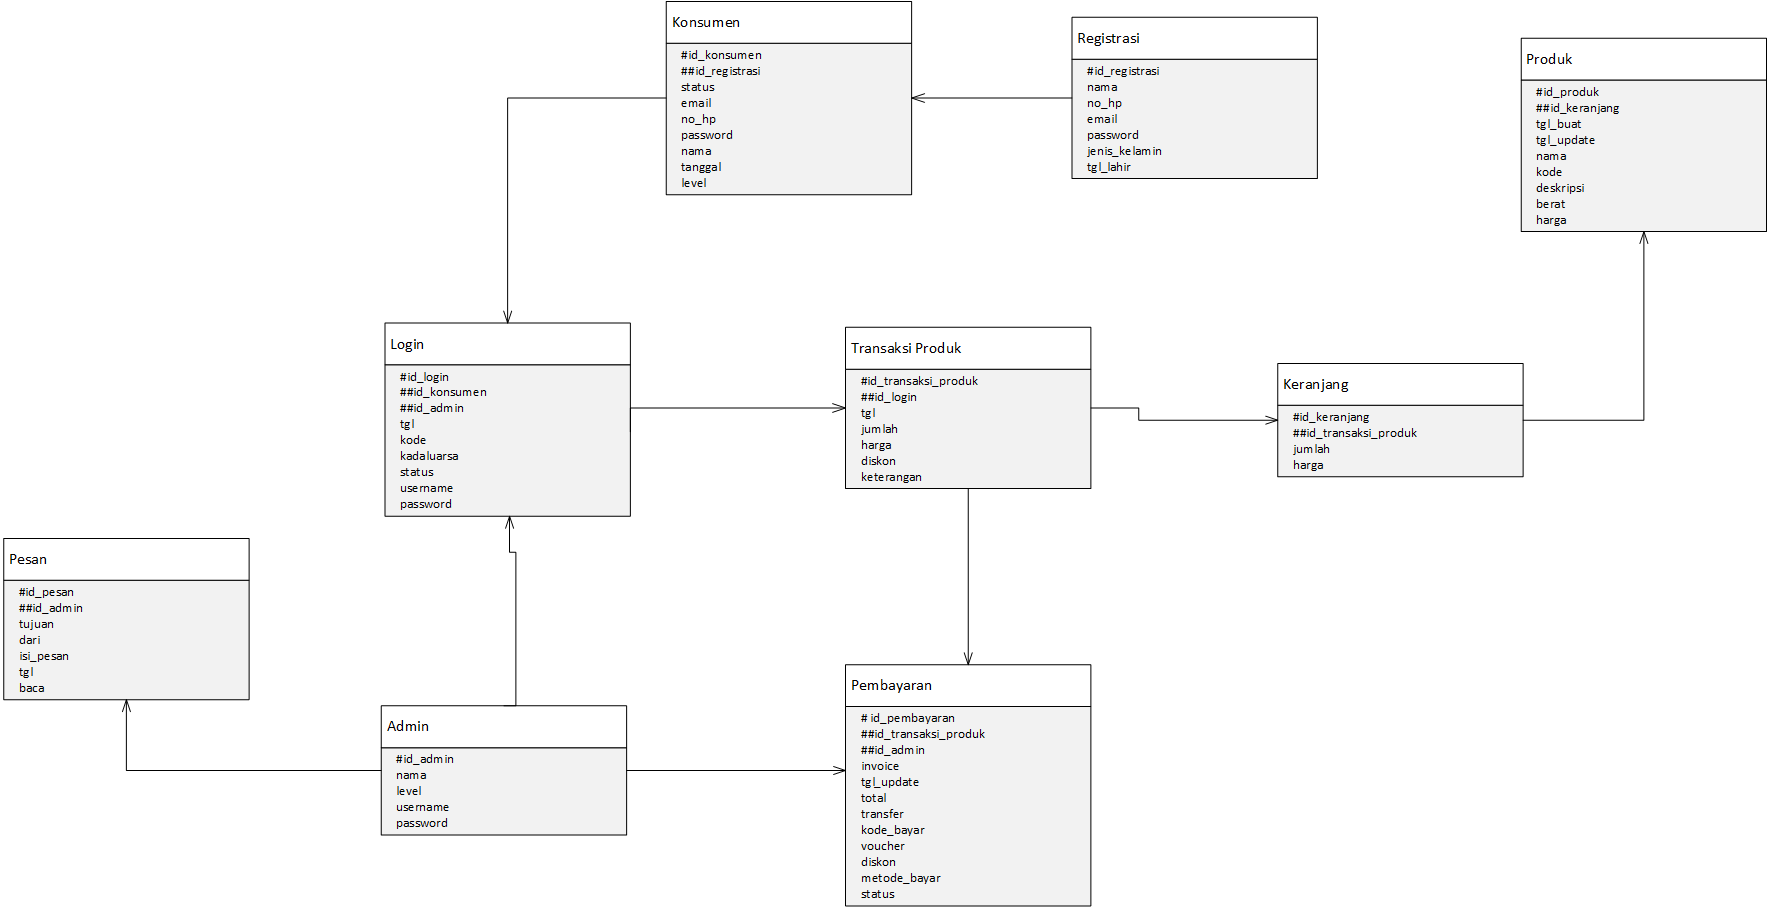 Konsumen
#id_konsumen
##id_registrasi
status
email
no_hp
password
nama
tanggal
level
Registrasi
#id_registrasi
nama
no_hp
email
password
jenis_kelamin
tgl_lahir
Produk
#id_produk
##id_keranjang
tgl_buat
tgl_update
nama
kode
deskripsi
berat
harga
Login
#id_login
##id_konsumen
##id_admin
tgl
kode
kadaluarsa
status
username
password
Transaksi Produk
#id_transaksi_produk
##id_login
tgl
jumlah
harga
diskon
keterangan
Keranjang
#id_keranjang
##id_transaksi_produk
jumlah
harga
Pesan
#id_pesan
##id_admin
tujuan
dari
isi_pesan
tgl
baca
Admin
#id_admin
nama
level
username
password
Pembayaran
# id_pembayaran
##id_transaksi_produk
##id_admin
invoice
tgl_update
total
transfer
kode_bayar
voucher
diskon
metode_bayar
status